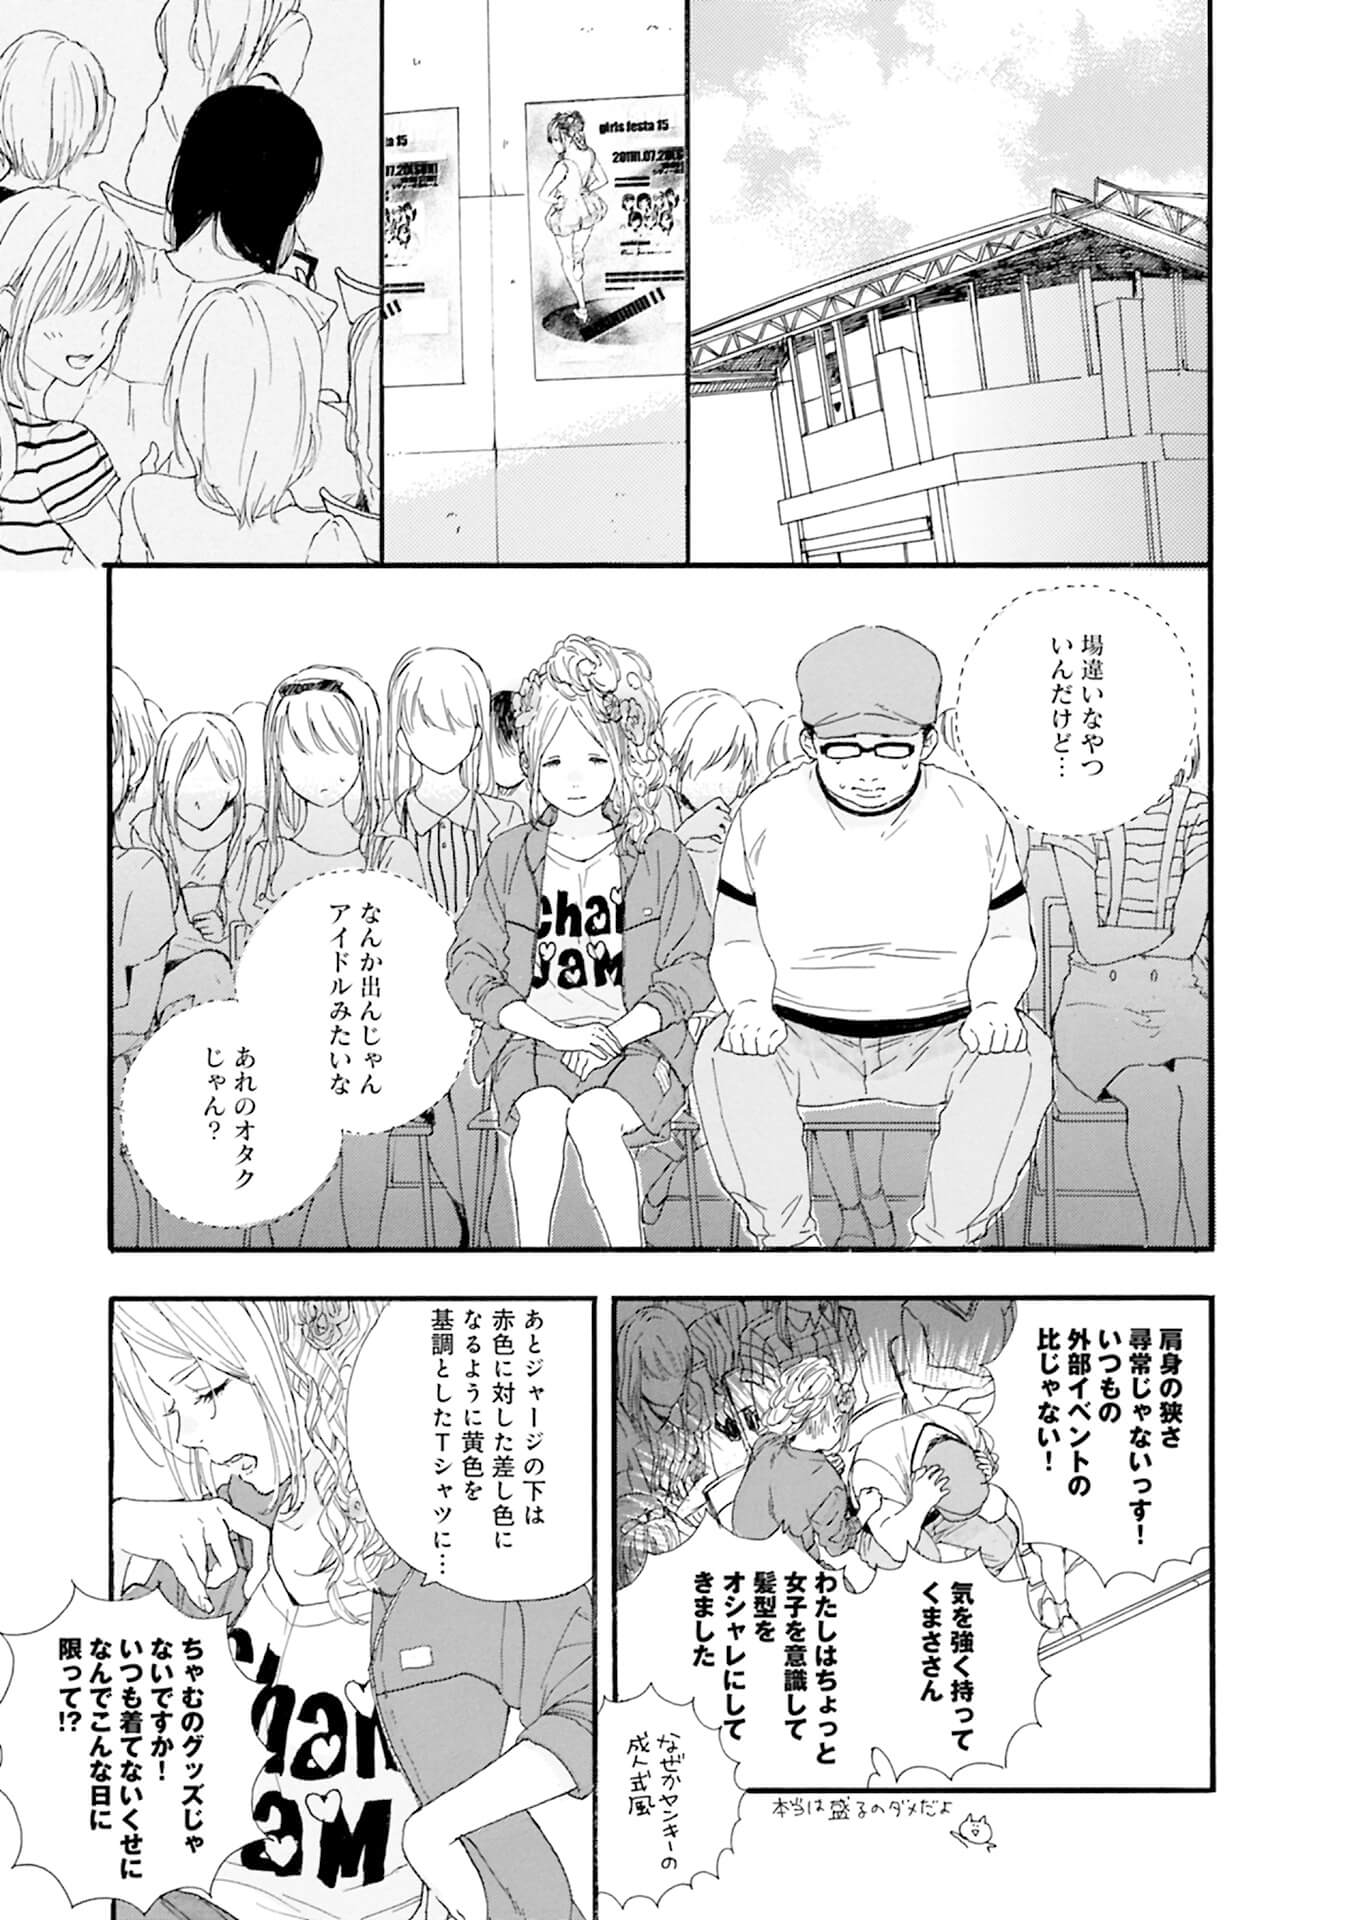 girls festa 15
場違いなやつ
いんだけど…
なんか出んじゃん
アイドルみたいな
あれのオタク
じゃん？
Chan
JaM
肩身の狭さ
尋常じゃないっす！
いつもの
外部イベントの
比じゃない！
気を強く持って
くまささん
わたしはちょっと
女子を意識して
髪型を
オシャレにして
きました
なぜかヤンキーの
成人式風
本当は盛るのダメだよ
あとジャージの下は
赤色に対した差し色に
なるように黄色を
基調としたＴシャツに…
ちゃむのグッズじゃ
ないですか！
いつも着てないくせに
なんでこんな日に
限って!?
Chan
JaM